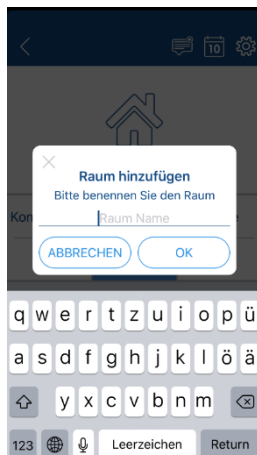 10
Raum hinzufügen
Bitte benennen Sie den Raum
Raum Name
ABBRECHEN OK
q w e r t z u i o p ü
a s d f g h j k l ö ä
y x c v b n m
123 Leerzeichen Return